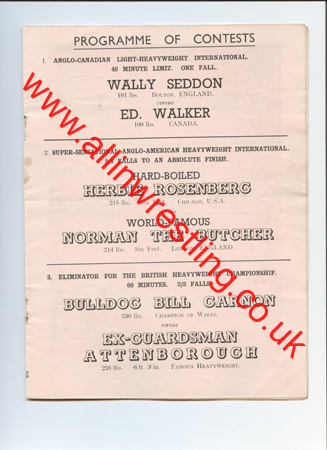 PROGRAMME OF CONTESTS
1. ANGLO-CANADIAN LIGHT-HEAVYWEIGHT INTERNATIONAL.
40 MINUTE LIMIT. ONE FALL.
WALLY SEDDON
191 lbs. BOLTON, ENGLAND.
versus
ED. WALKER
190 lbs. CANADA.
2. SUPER-SENSATIONAL ANGLO-AMERICAN HEAVYWEIGHT INTERNATIONAL.
FALLS TO AN ABSOLUTE FINISH.
HARD-BOILED
HERBIE ROSENBERG
215 lbs. CHICAGO, U.S.A.
WORLD-FAMOUS
NORMAN THE BUTCHER
214 lbs. SIX FEET. ENGLAND.
3. ELIMINATOR FOR THE BRITISH HEAVYWEIGHT CHAMPIONSHIP.
60 MINUTES. 2/3 FALLS.
BULLDOG BILL GARNON
240 lbs. CHAMPION OF WALES.
versus
EX-GUARDSMAN
ATTENBOROUGH
235 lbs. 6 ft. 3 in. FAMOUS HEAVYWEIGHT.
www.allinwrestling.co.uk